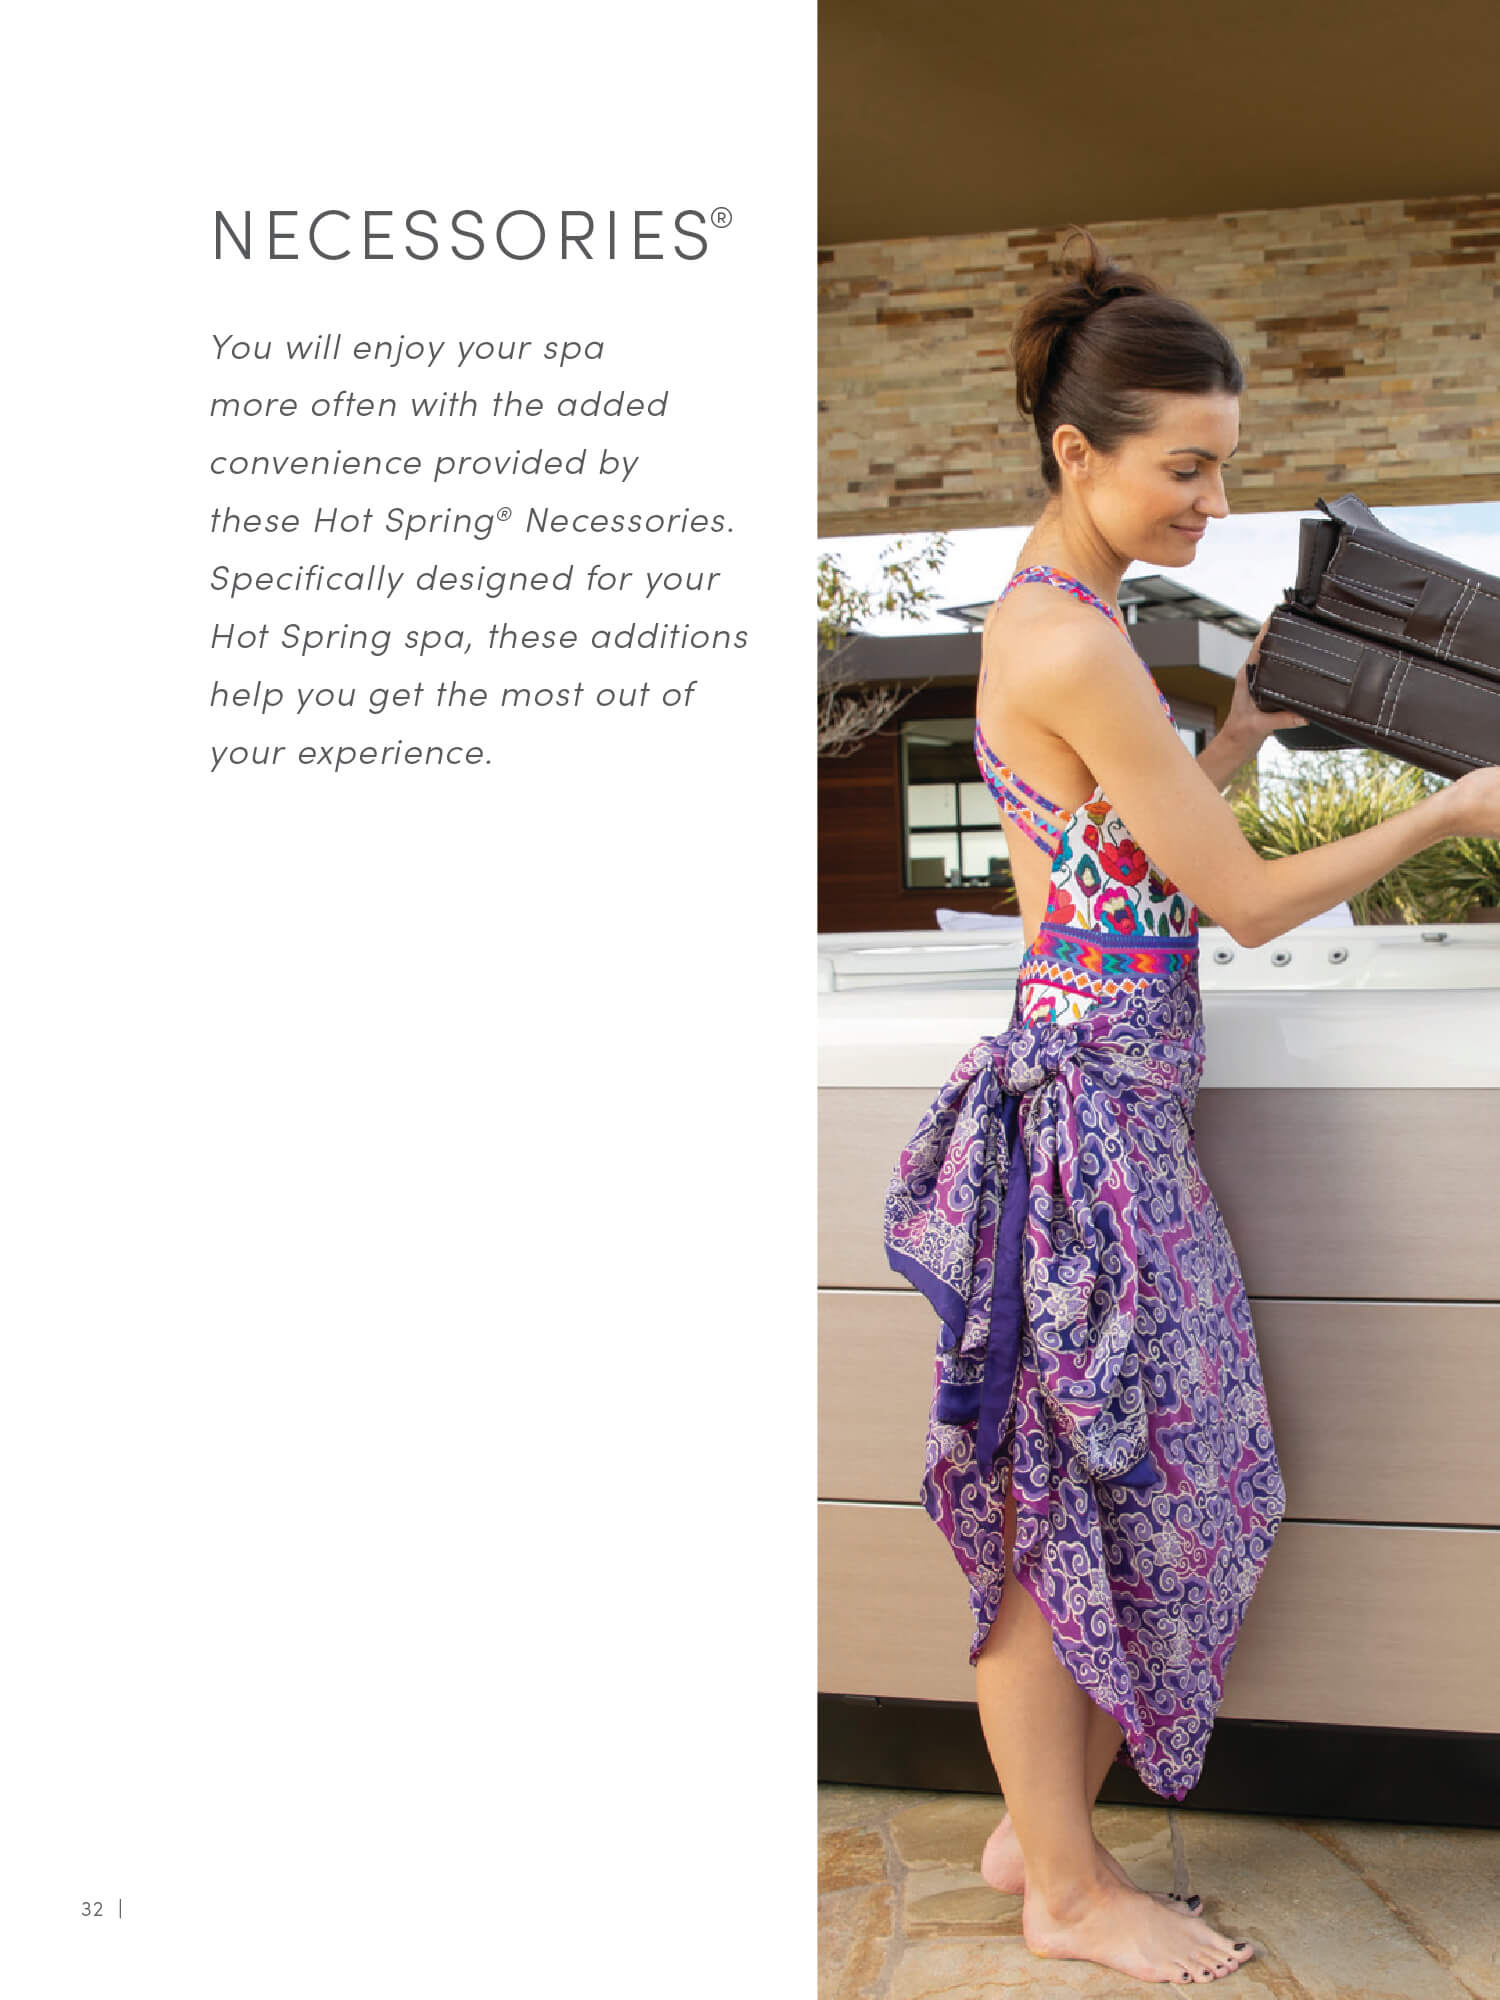 NECESSORIES®
You will enjoy your spa
more often with the added
convenience provided by
these Hot Spring® Necessories.
Specifically designed for your
Hot Spring spa, these additions
help you get the most out of
your experience.
32 |